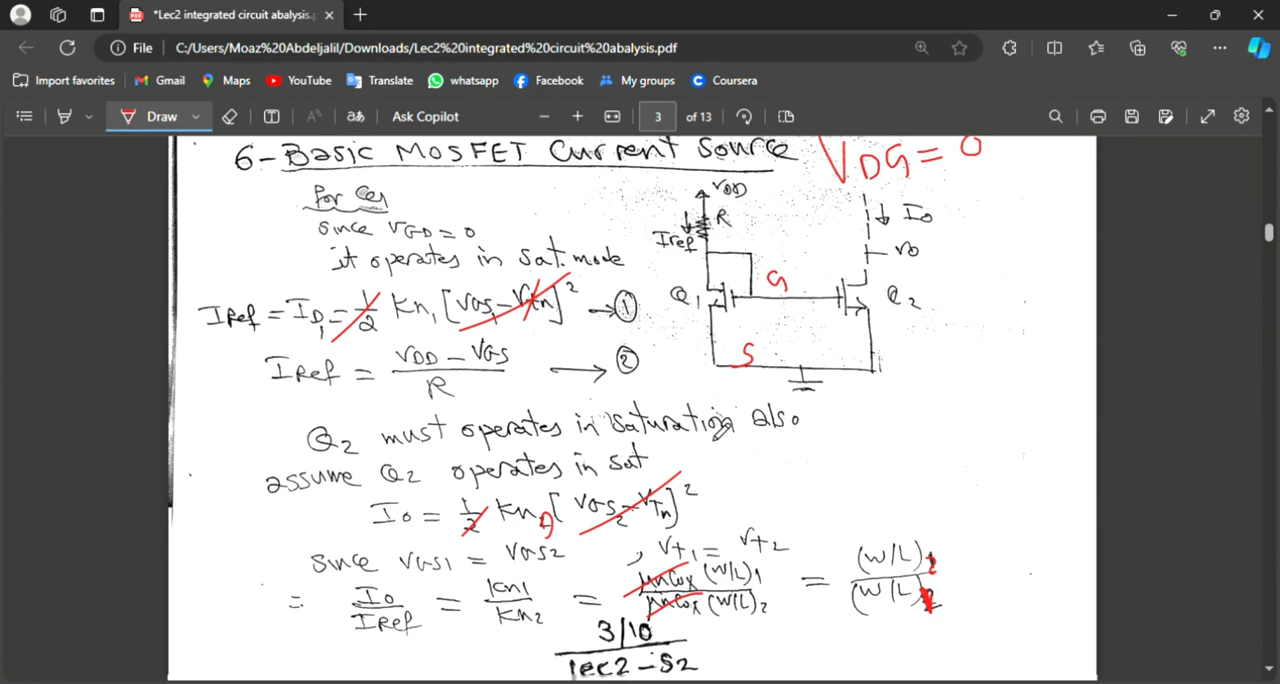 *Lec2 integrated circuit abalysis.p
File C:/Users/Moaz%20Abdeljalil/Downloads/Lec2%20integrated%20circuit%20abalysis.pdf
Import favorites Gmail Maps YouTube Translate whatsapp Facebook My groups Coursera
Draw aあ Ask Copilot 3 of 13
6-Basic MOSFET Current Source VDG = 0
For Q1
since VGD = 0
it operates in sat. mode
IRef = ID1 = 1/2 Kn1 [VGS1 - Vtn]² → ①
IRef = VDD - VGS / R → ②
VDD
R
Iref
Io
vo
G
Q1
Q2
S
Q2 must operates in saturation also
assume Q2 operates in sat
Io = 1/2 Kn [VGS2 - VTn]²
since VGS1 = VGS2 , Vt1 = Vt2
= Io / IRef = Kn1 / Kn2 = μnCox (W/L)1 / μnCox (W/L)2 = (W/L) / (W/L)
3/10
lec2 - S2